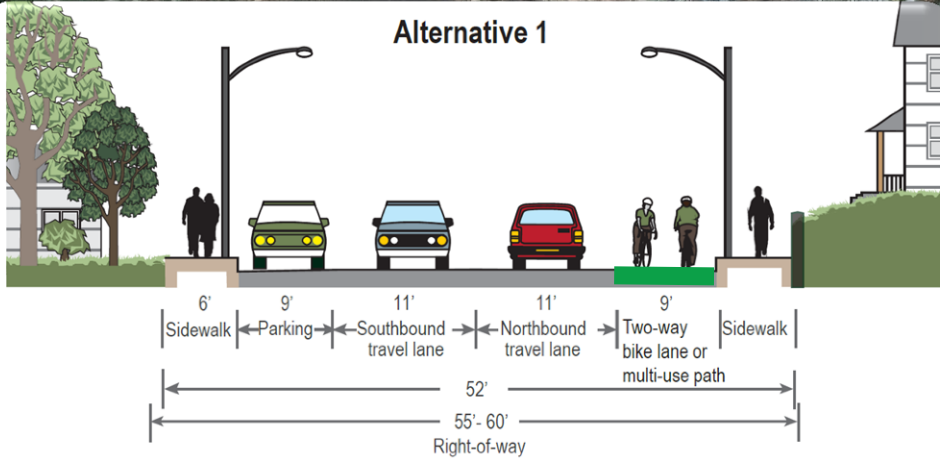 Alternative 1
6’ 9’ 11’ 11’ 9’
Sidewalk Parking Southbound Northbound Two-way Sidewalk
travel lane travel lane bike lane or
multi-use path
52’
55’- 60’
Right-of-way